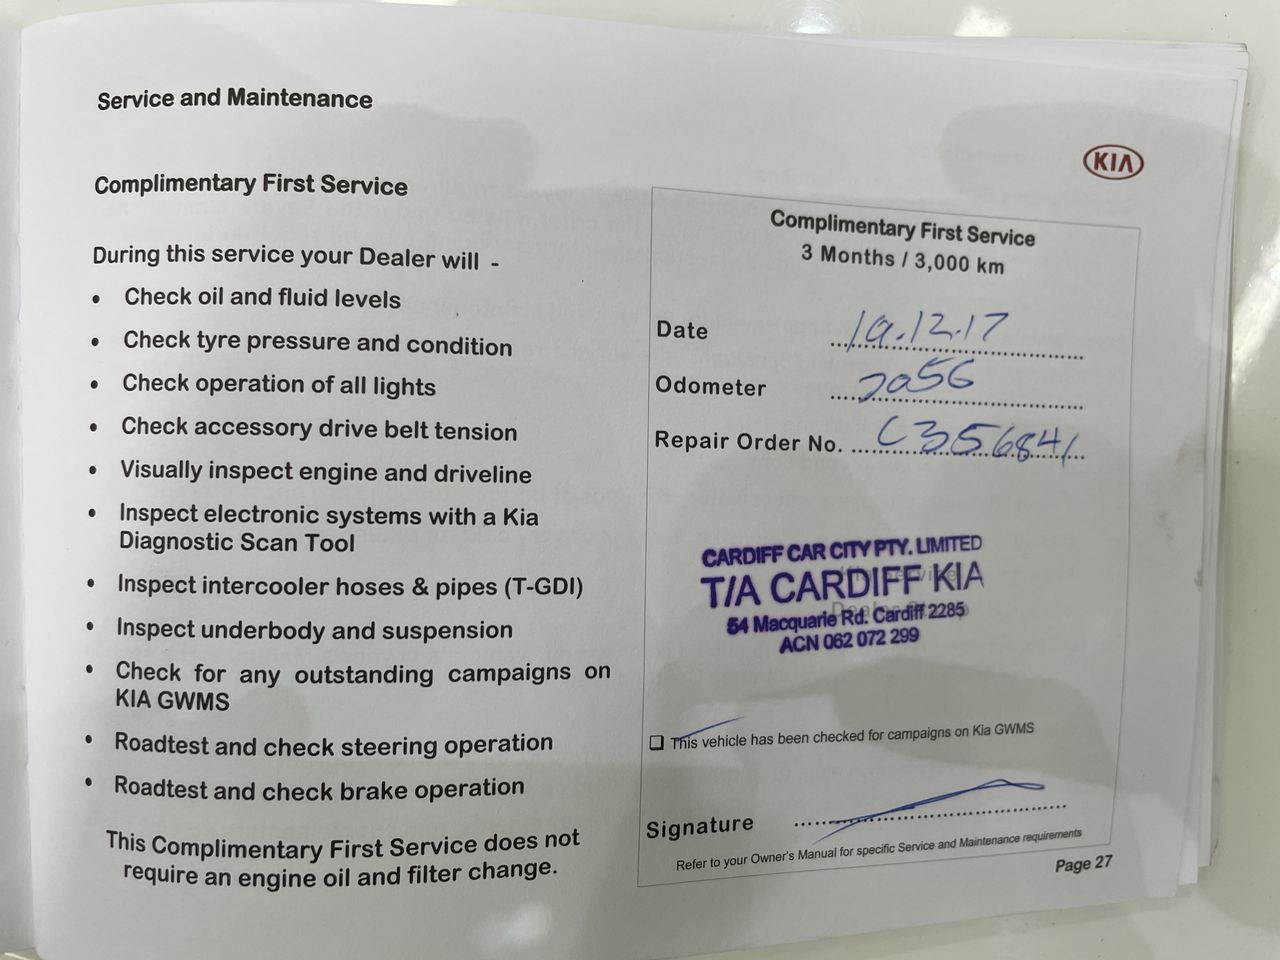 Service and Maintenance
Complimentary First Service
During this service your Dealer will -
• Check oil and fluid levels
• Check tyre pressure and condition
• Check operation of all lights
• Check accessory drive belt tension
• Visually inspect engine and driveline
• Inspect electronic systems with a Kia
Diagnostic Scan Tool
• Inspect intercooler hoses & pipes (T-GDI)
• Inspect underbody and suspension
• Check for any outstanding campaigns on
KIA GWMS
• Roadtest and check steering operation
• Roadtest and check brake operation
This Complimentary First Service does not
require an engine oil and filter change.
KIA
Complimentary First Service
3 Months / 3,000 km
Date 19.12.17
Odometer
Repair Order No. C356841
CARDIFF CAR CITY PTY. LIMITED
T/A CARDIFF KIA
54 Macquarie Rd. Cardiff 2285
ACN 062 072 299
❑ This vehicle has been checked for campaigns on Kia GWMS
Signature
Refer to your Owner's Manual for specific Service and Maintenance requirements
Page 27